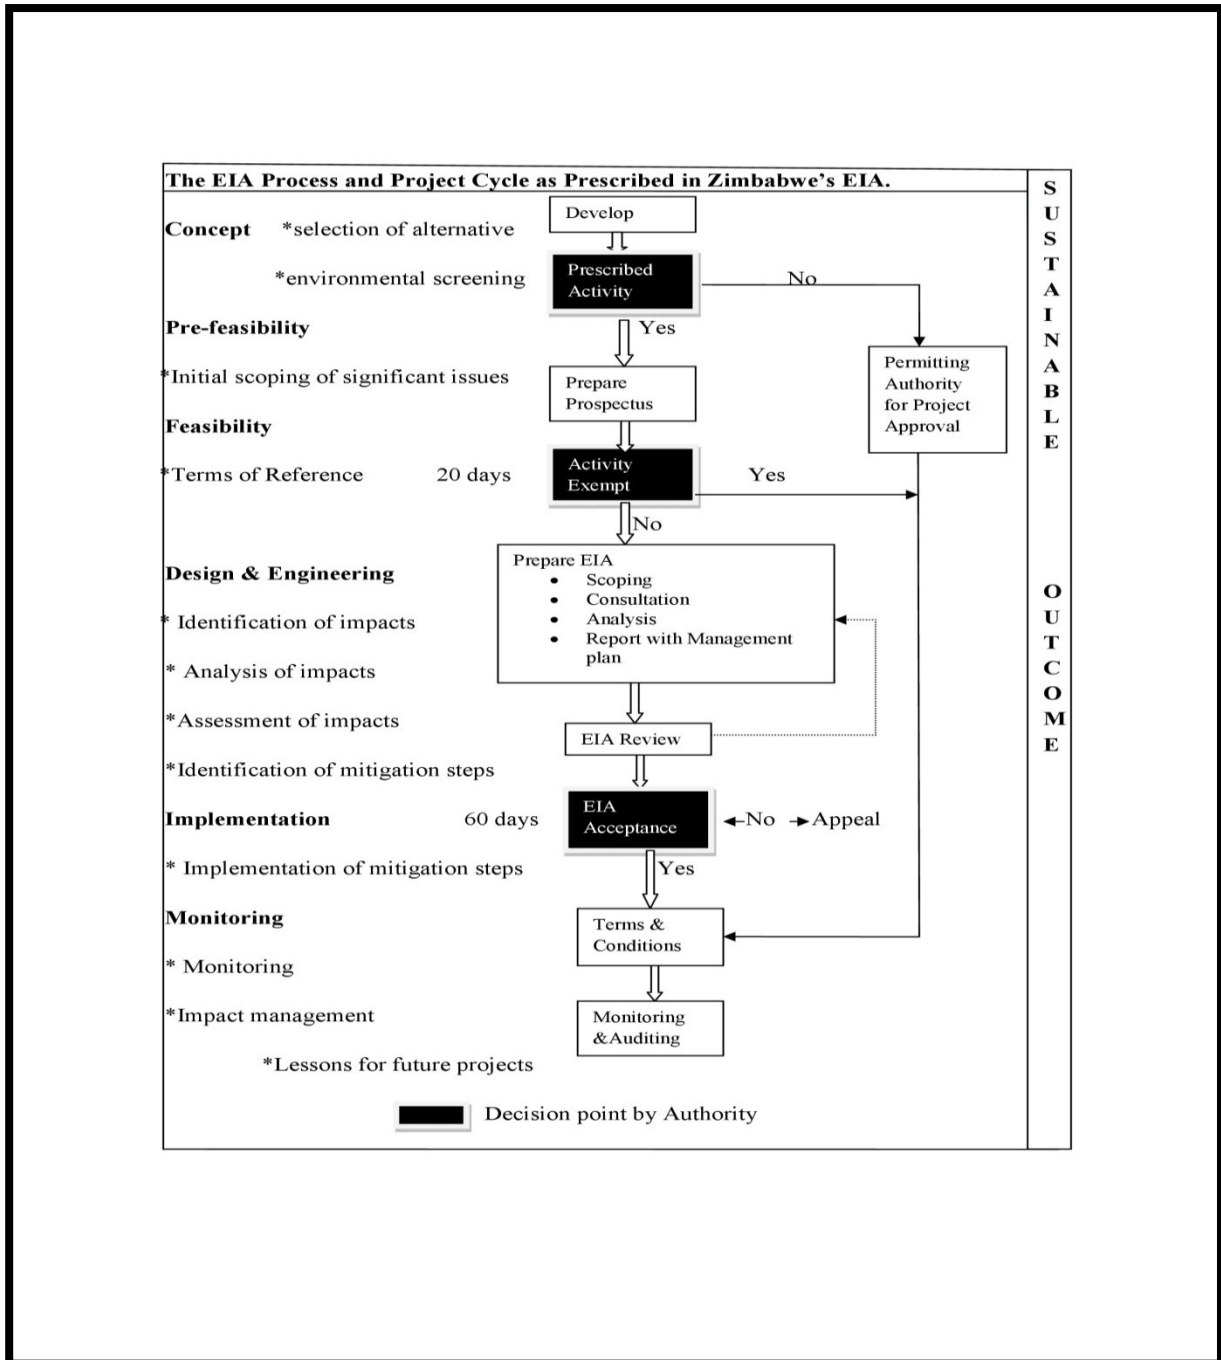 The EIA Process and Project Cycle as Prescribed in Zimbabwe's EIA.
Develop
Concept *selection of alternative
*environmental screening
Prescribed
Activity
No
Pre-feasibility
Yes
*Initial scoping of significant issues
Prepare
Prospectus
Permitting
Authority
for Project
Approval
Feasibility
*Terms of Reference 20 days
Activity
Exempt
Yes
No
Prepare EIA
• Scoping
• Consultation
• Analysis
• Report with Management
plan
Design & Engineering
* Identification of impacts
* Analysis of impacts
*Assessment of impacts
EIA Review
*Identification of mitigation steps
Implementation 60 days
EIA
Acceptance
No
Appeal
* Implementation of mitigation steps
Yes
Monitoring
Terms &
Conditions
* Monitoring
*Impact management
Monitoring
&Auditing
*Lessons for future projects
Decision point by Authority
S
U
S
T
A
I
N
A
B
L
E
O
U
T
C
O
M
E